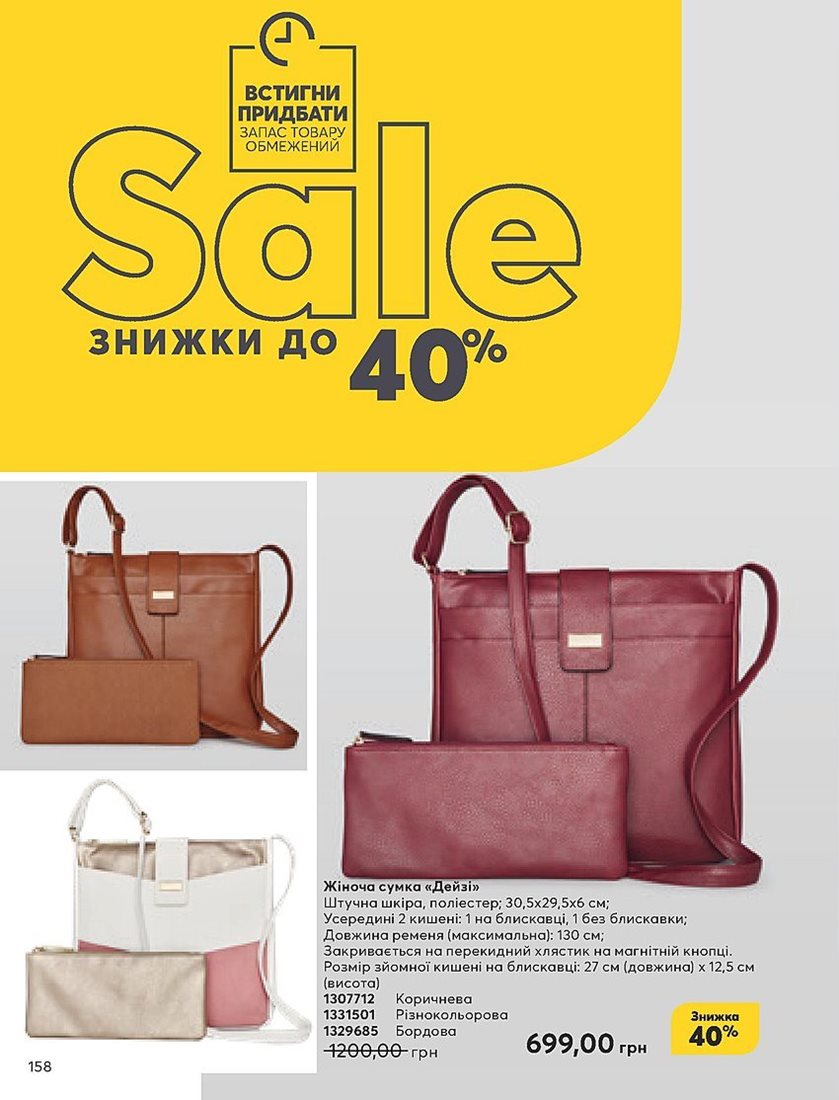 ВСТИГНИ
ПРИДБАТИ
ЗАПАС ТОВАРУ
ОБМЕЖЕНИЙ
Sale
ЗНИЖКИ ДО 40%
Жіноча сумка «Дейзі»
Штучна шкіра, поліестер; 30,5х29,5х6 см;
Усередині 2 кишені: 1 на блискавці, 1 без блискавки;
Довжина ременя (максимальна): 130 см;
Закривається на перекидний хлястик на магнітній кнопці.
Розмір зйомної кишені на блискавці: 27 см (довжина) х 12,5 см
(висота)
1307712 Коричнева
1331501 Різнокольорова
1329685 Бордова
1200,00 грн
699,00 грн
Знижка
40%
158